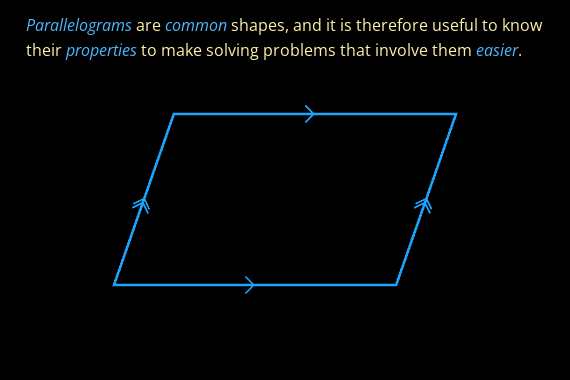 Parallelograms are common shapes, and it is therefore useful to know
their properties to make solving problems that involve them easier.